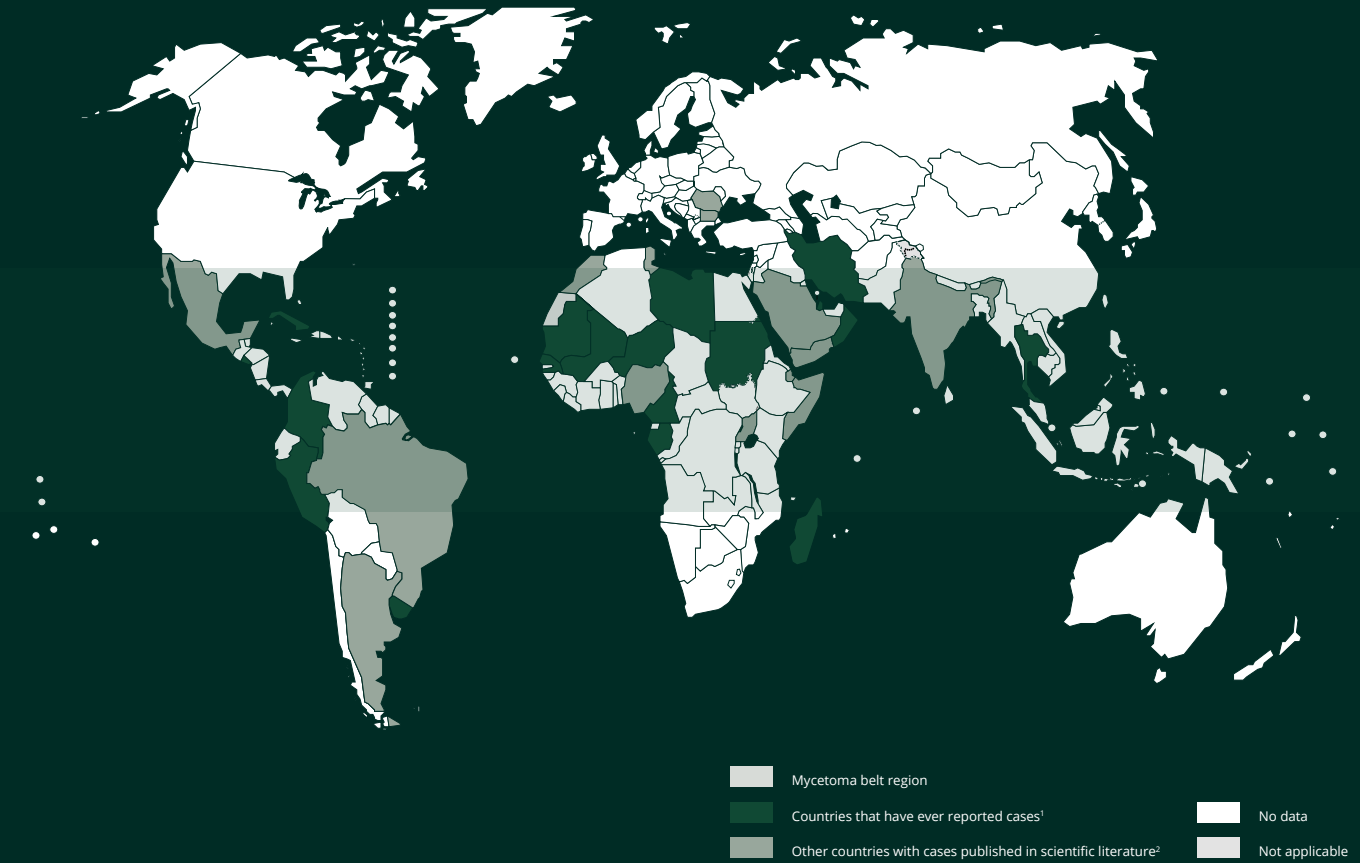 Mycetoma belt region
Countries that have ever reported cases¹
No data
Other countries with cases published in scientific literature²
Not applicable